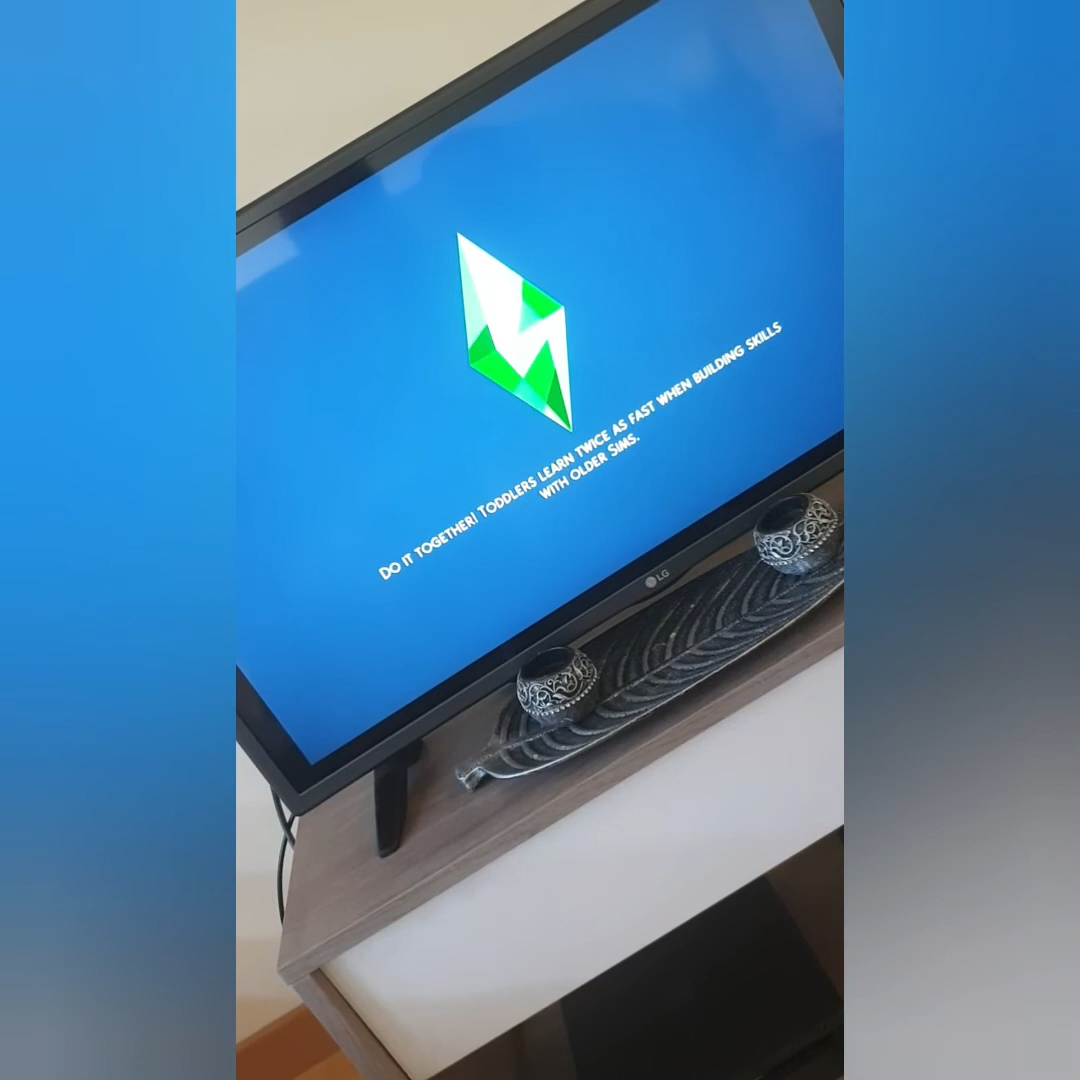 Do it together! Toddlers learn twice as fast when building skills
with older Sims.
LG